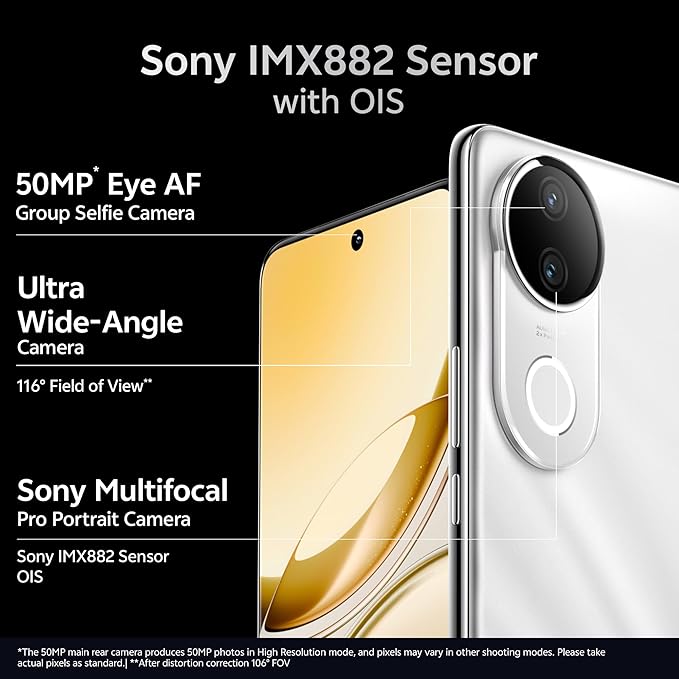 Sony IMX882 Sensor
with OIS
50MP* Eye AF
Group Selfie Camera
Ultra
Wide-Angle
Camera
116° Field of View**
Sony Multifocal
Pro Portrait Camera
Sony IMX882 Sensor
OIS
*The 50MP main rear camera produces 50MP photos in High Resolution mode, and pixels may vary in other shooting modes. Please take
actual pixels as standard.| **After distortion correction 106° FOV